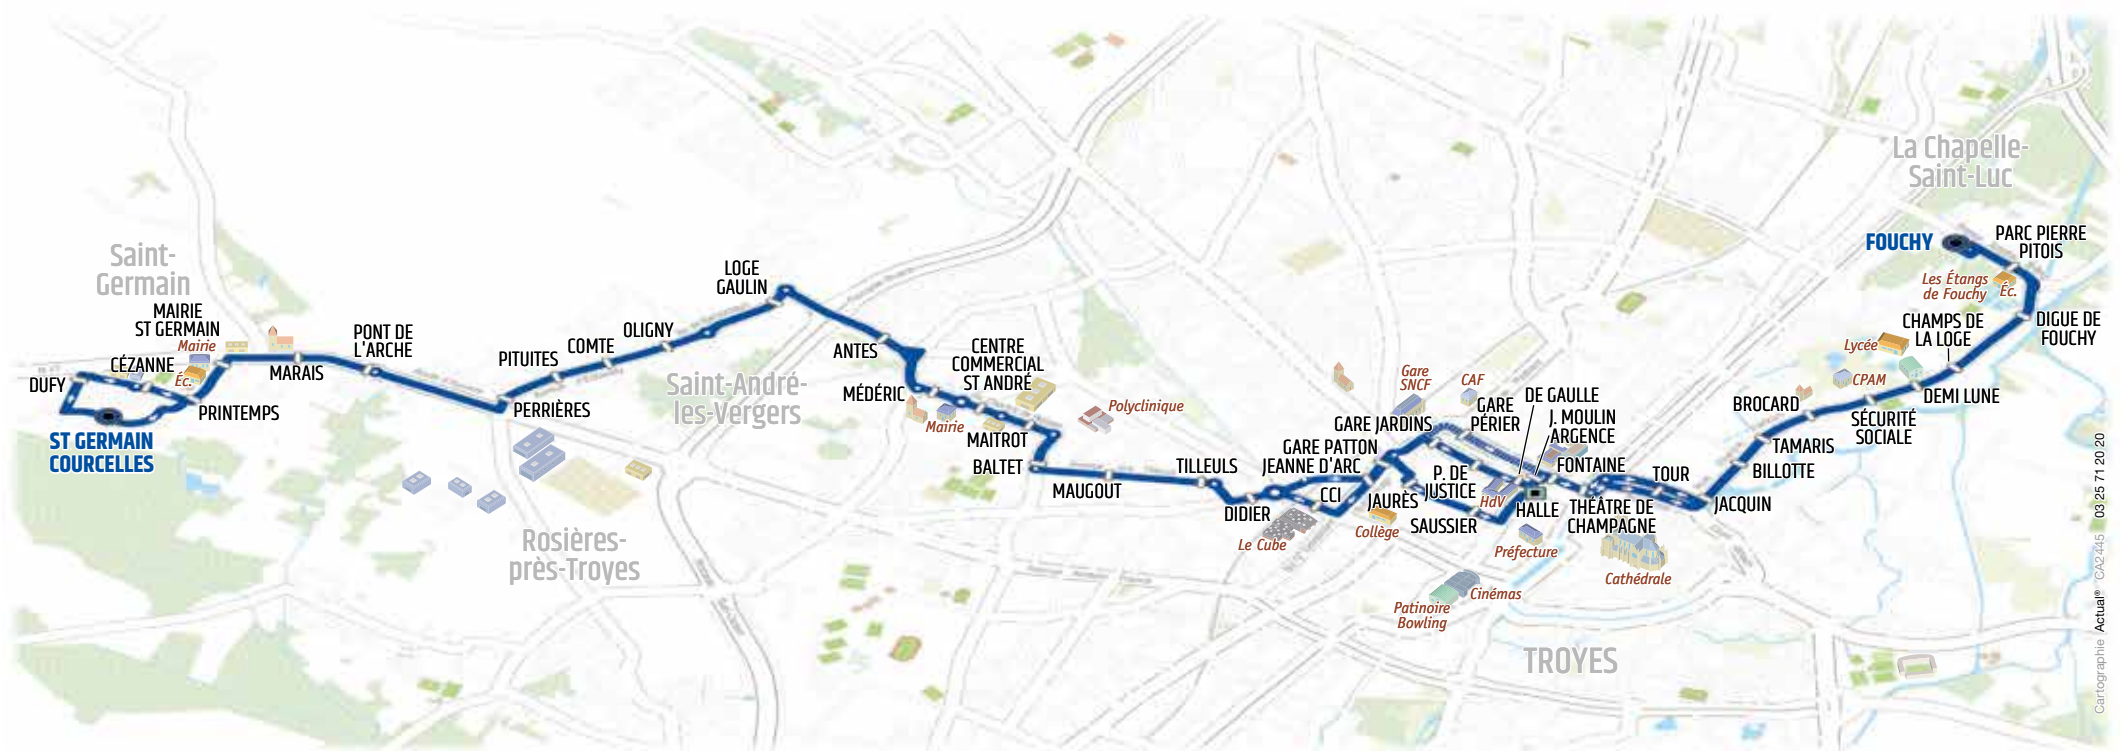 La Chapelle-
Saint-Luc
FOUCHY
PARC PIERRE
PITOIS
Les Étangs
de Fouchy
Éc.
DIGUE DE
FOUCHY
CHAMPS DE
LA LOGE
Lycée
CPAM
DEMI LUNE
SÉCURITÉ
SOCIALE
BROCARD
TAMARIS
BILLOTTE
JACQUIN
TOUR
FONTAINE
THÉÂTRE DE
CHAMPAGNE
Cathédrale
J. MOULIN
ARGENCE
DE GAULLE
HALLE
Préfecture
HdV
P. DE
JUSTICE
SAUSSIER
GARE
PÉRIER
CAF
Gare
SNCF
GARE JARDINS
GARE PATTON
JEANNE D'ARC
JAURÈS
Collège
CCI
Le Cube
DIDIER
TILLEULS
MAUGOUT
BALTET
MAITROT
Polyclinique
CENTRE
COMMERCIAL
ST ANDRÉ
Mairie
MÉDÉRIC
ANTES
LOGE
GAULIN
OLIGNY
COMTE
PITUITES
PERRIÈRES
Saint-André-
les-Vergers
Rosières-
près-Troyes
PONT DE
L'ARCHE
MARAIS
Saint-
Germain
MAIRIE
ST GERMAIN
Mairie
Éc.
CÉZANNE
DUFY
PRINTEMPS
ST GERMAIN
COURCELLES
Cinémas
Patinoire
Bowling
TROYES
Cartographie Actual® CA2445 03 25 71 20 20